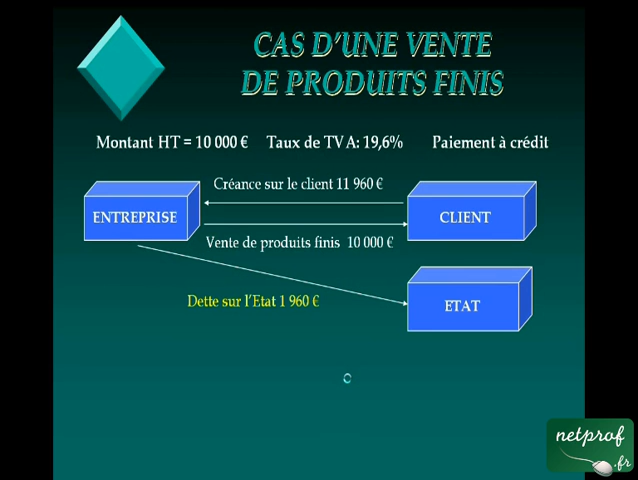 CAS D'UNE VENTE
DE PRODUITS FINIS
Montant HT = 10 000 € Taux de TVA: 19,6% Paiement à crédit
Créance sur le client 11 960 €
ENTREPRISE
CLIENT
Vente de produits finis 10 000 €
Dette sur l'Etat 1 960 €
ETAT
netprof
.fr